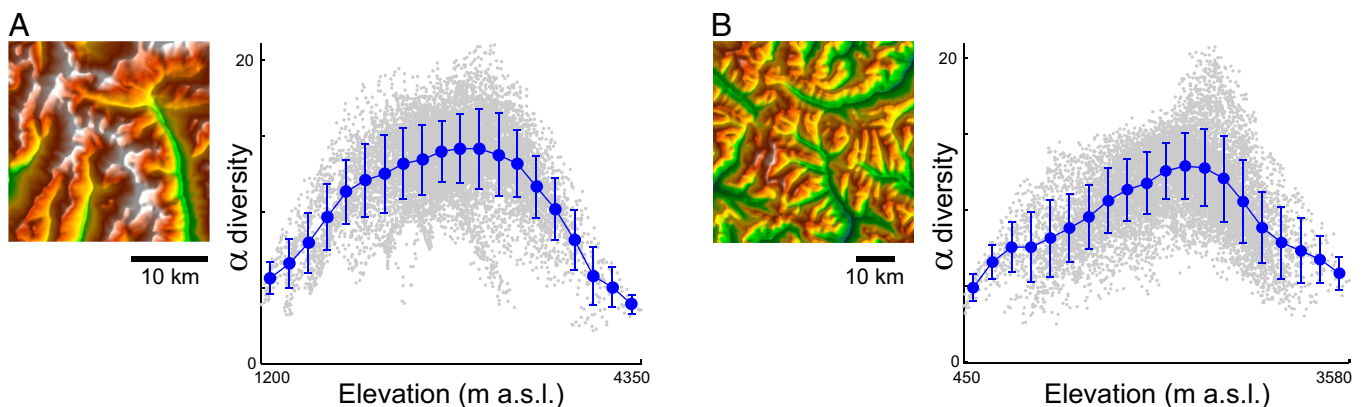 A
20
α diversity
0
1200
4350
Elevation (m a.s.l.)
10 km
B
20
α diversity
0
450
3580
Elevation (m a.s.l.)
10 km